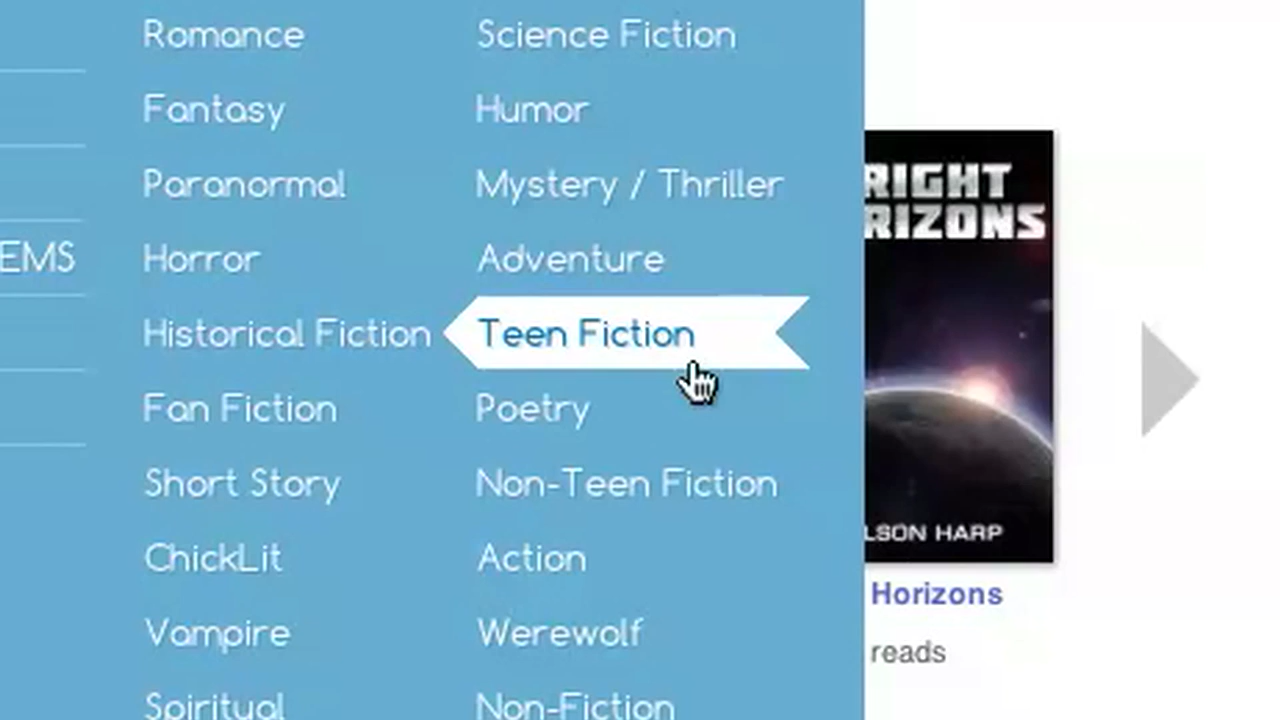 Romance
Science Fiction
Fantasy
Humor
Paranormal
Mystery / Thriller
RIGHT
RIZONS
EMS
Horror
Adventure
Historical Fiction
Teen Fiction
Fan Fiction
Poetry
Short Story
Non-Teen Fiction
LSON HARP
ChickLit
Action
Horizons
Vampire
Werewolf
reads
Spiritual
Non-Fiction